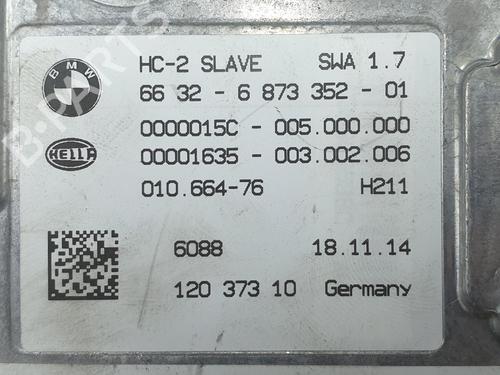 HC-2 SLAVE SWA 1.7
BMW
66 32 - 6 873 352 - 01
0000015C - 005.000.000
HELLA
00001635 - 003.002.006
010.664-76 H211
6088 18.11.14
120 373 10 Germany
B-PARTS